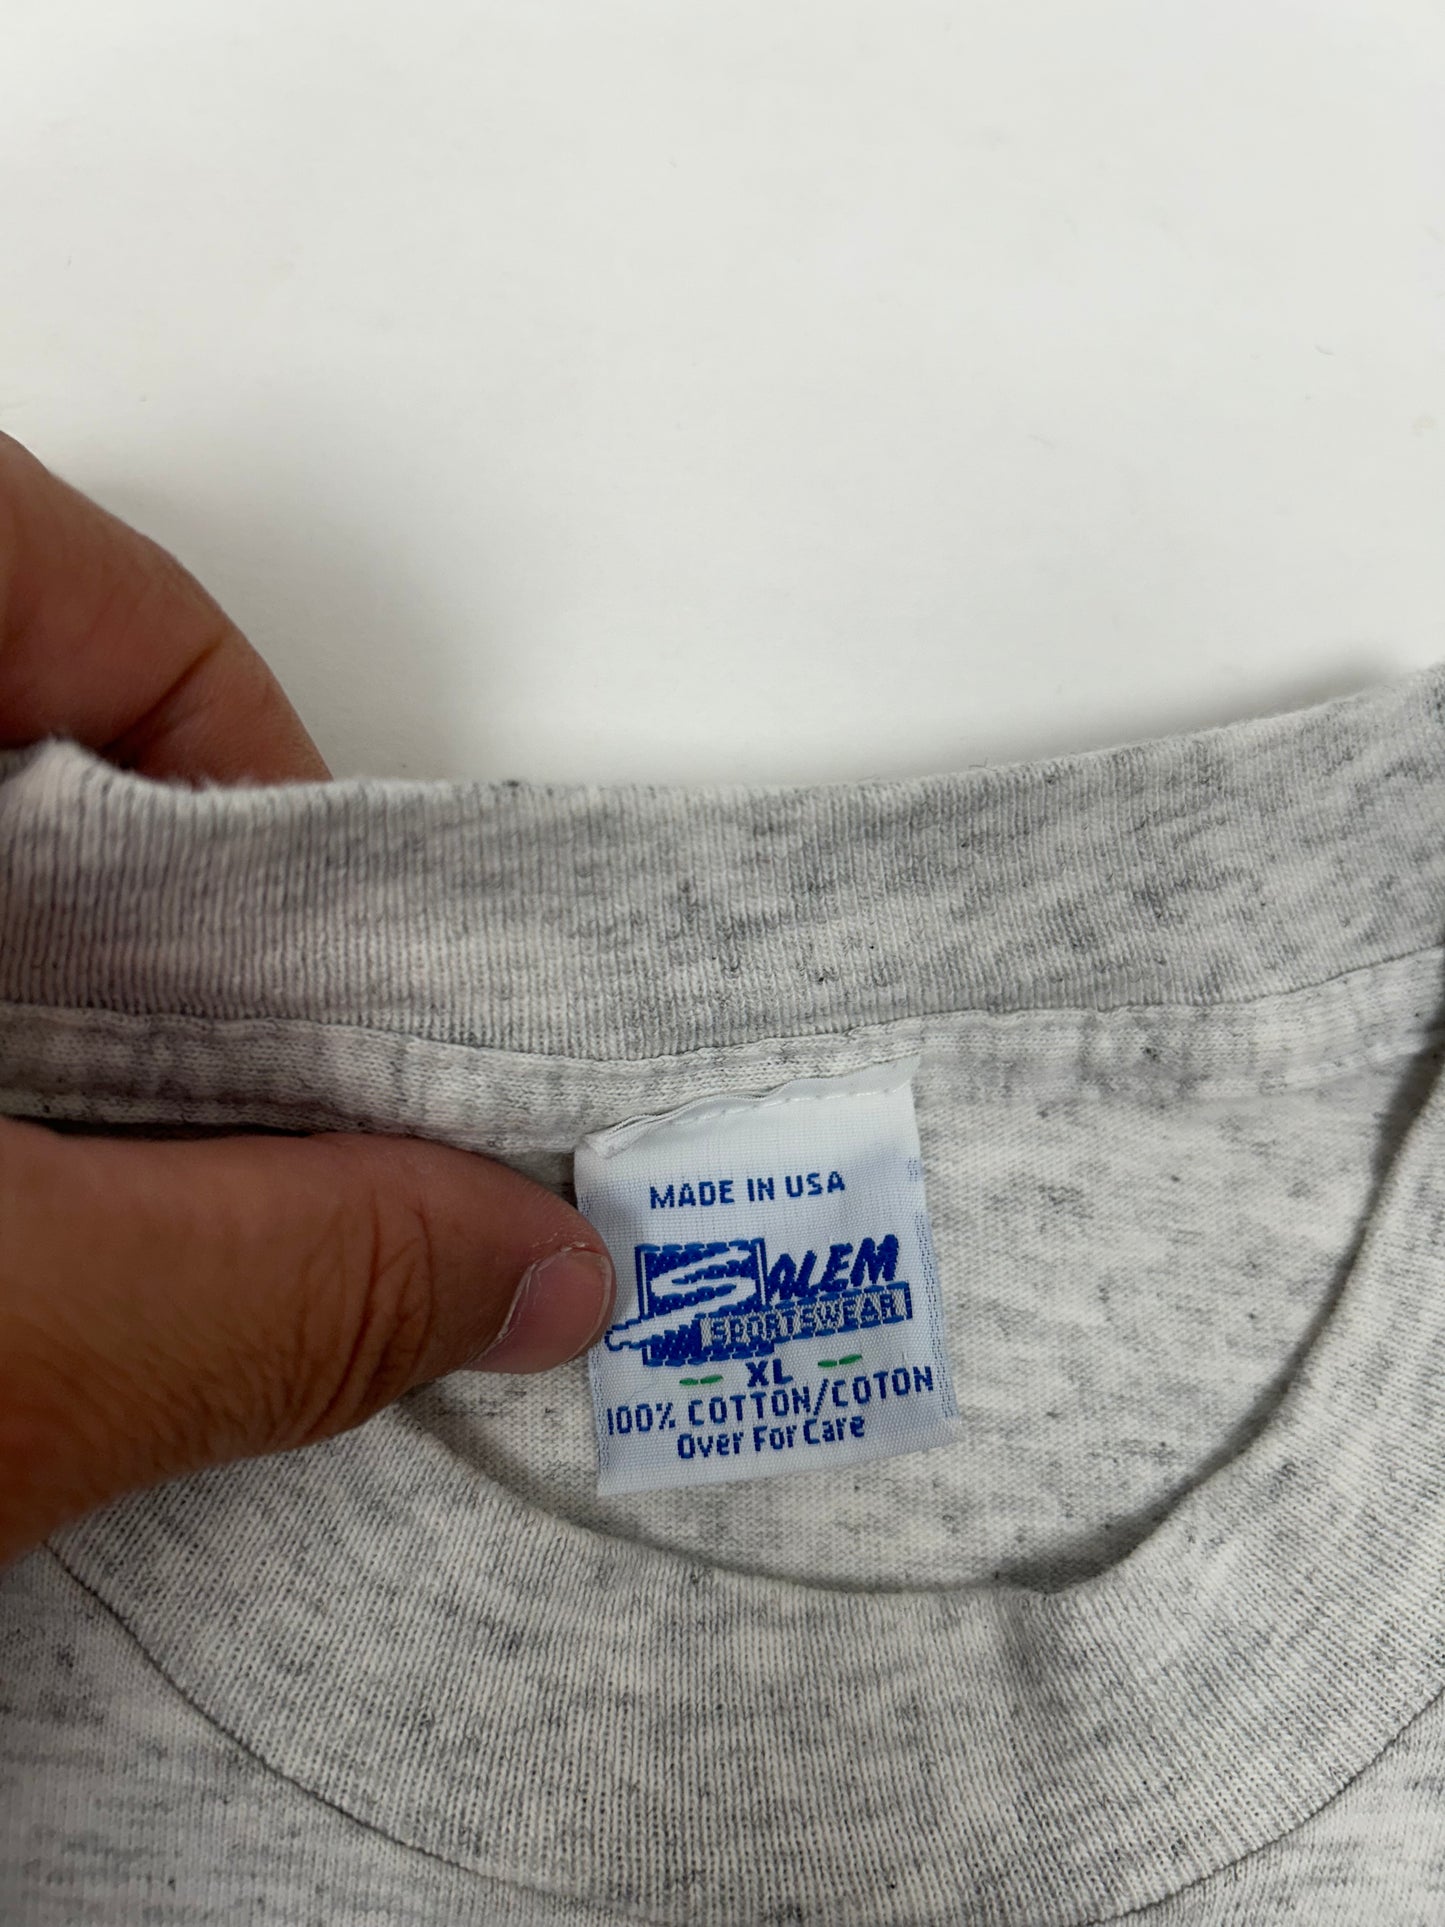 MADE IN USA
SALEM
SPORTSWEAR
XL
100% COTTON/COTON
Over For Care